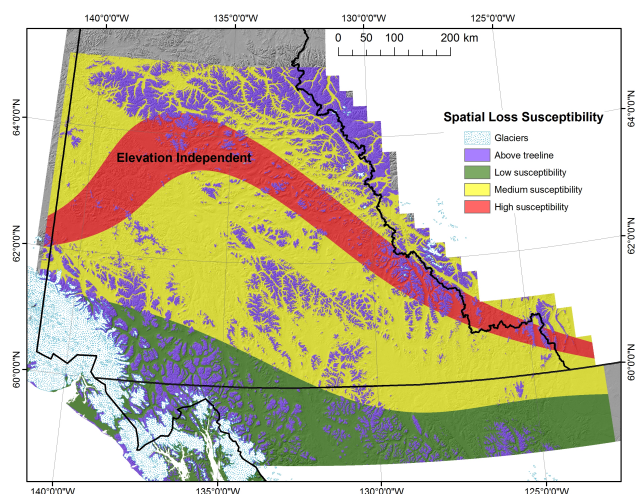 140°0'0"W 135°0'0"W 130°0'0"W 125°0'0"W
0 50 100 200 km
64°0'0"N
64°0'0"N
Spatial Loss Susceptibility
Glaciers
Above treeline
Low susceptibility
Medium susceptibility
High susceptibility
Elevation Independent
62°0'0"N
62°0'0"N
60°0'0"N
60°0'0"N
140°0'0"W 135°0'0"W 130°0'0"W 125°0'0"W